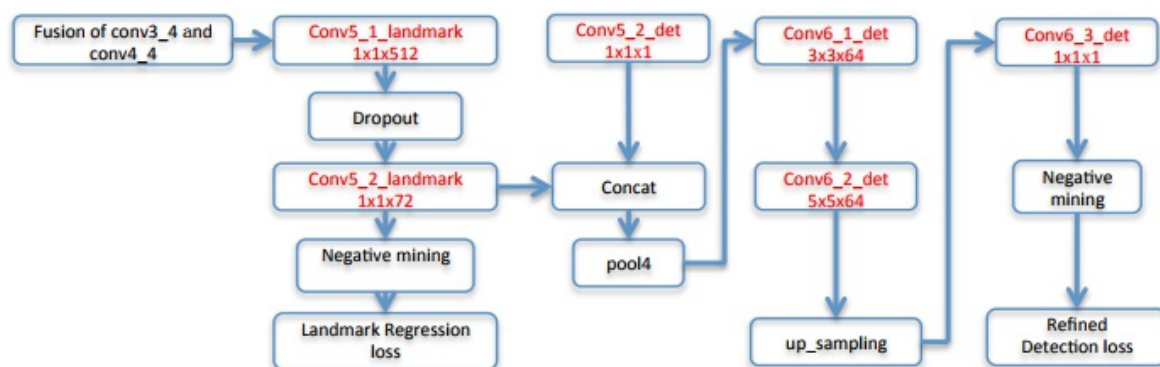 Fusion of conv3_4 and
conv4_4
Conv5_1_landmark
1x1x512
Dropout
Conv5_2_landmark
1x1x72
Negative mining
Landmark Regression
loss
Conv5_2_det
1x1x1
Concat
pool4
Conv6_1_det
3x3x64
Conv6_2_det
5x5x64
up_sampling
Conv6_3_det
1x1x1
Negative
mining
Refined
Detection loss